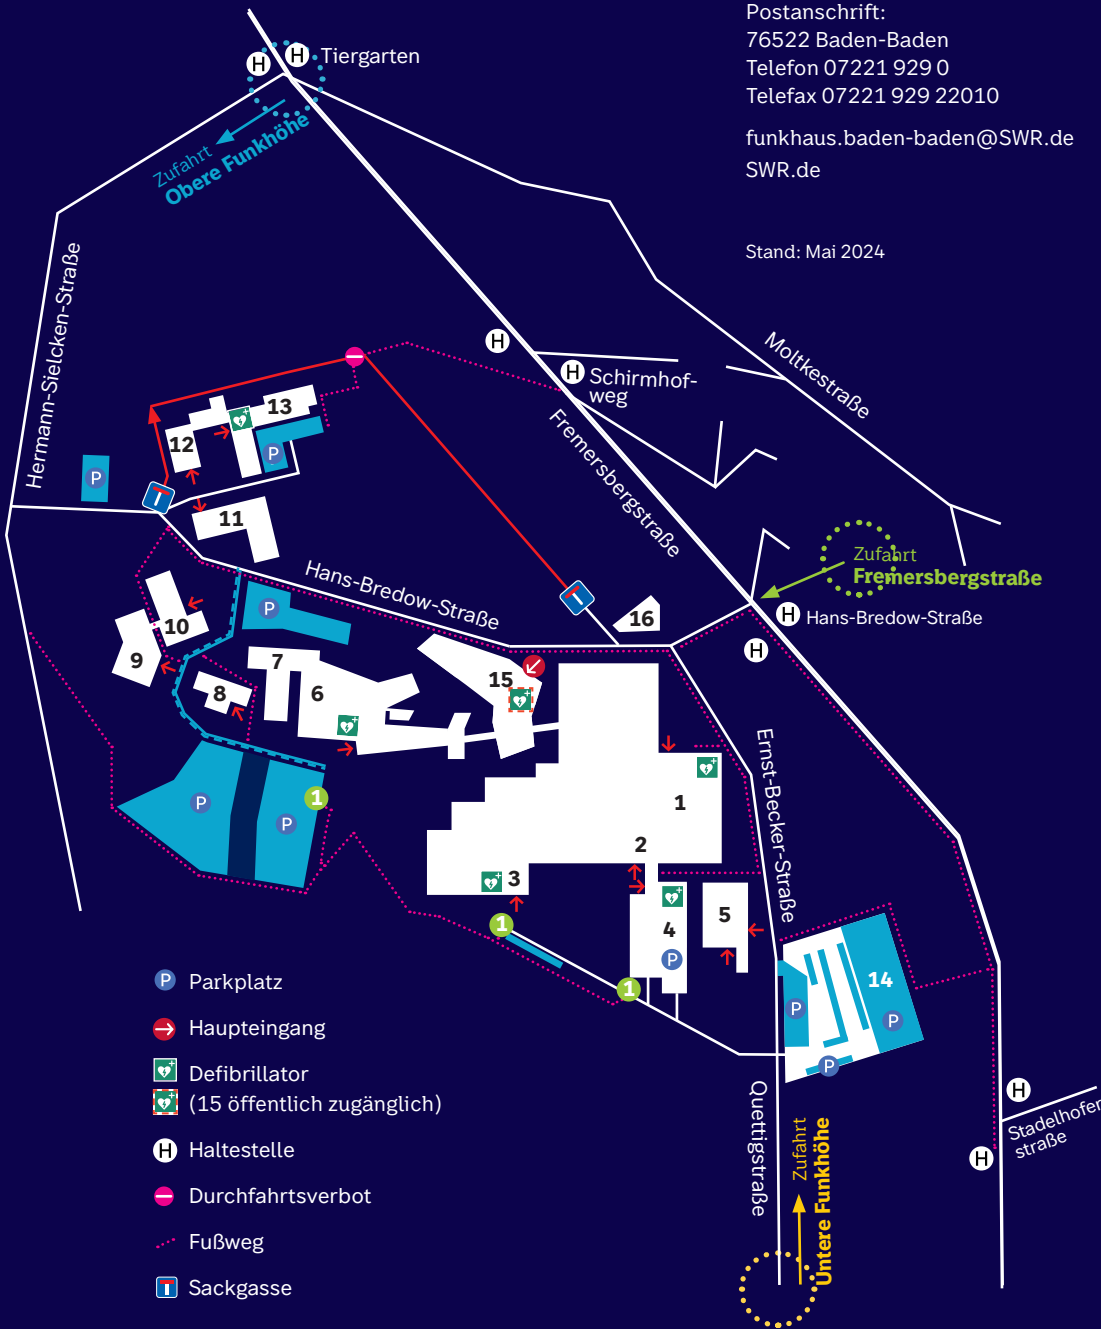 Postanschrift:
76522 Baden-Baden
Telefon 07221 929 0
Telefax 07221 929 22010
funkhaus.baden-baden@SWR.de
SWR.de
Stand: Mai 2024
H
H
Tiergarten
Zufahrt
Obere Funkhöhe
Hermann-Sielcken-Straße
H
H
Schirmhof-
weg
Moltkestraße
Fremersbergstraße
13
12
P
P
11
Zufahrt
Fremersbergstraße
Hans-Bredow-Straße
P
16
H
Hans-Bredow-Straße
H
10
9
7
8
6
15
Ernst-Becker-Straße
P
1
P
1
2
3
1
4
5
P
1
14
P
P
P
Quettigstraße
Zufahrt
Untere Funkhöhe
H
Stadelhofer-
straße
H
P
Parkplatz
Haupteingang
Defibrillator
(15 öffentlich zugänglich)
H
Haltestelle
Durchfahrtsverbot
Fußweg
Sackgasse